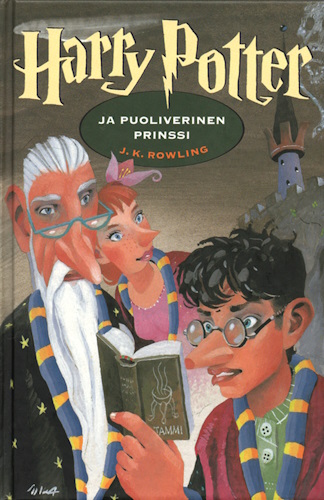 Harry Potter
JA PUOLIVERINEN
PRINSSI
J. K. ROWLING
TAMMI